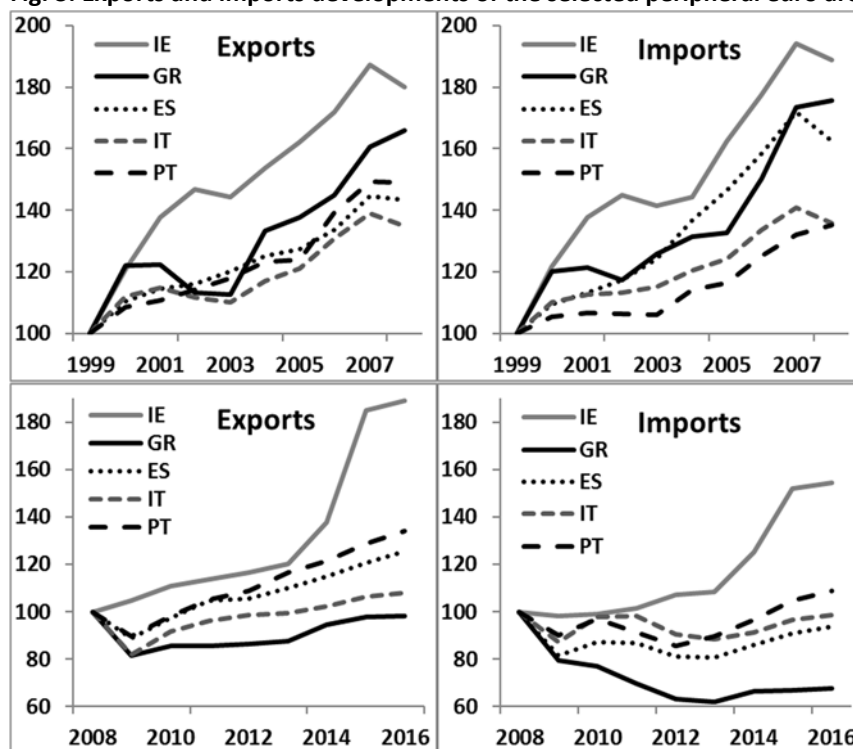 Fig. 3. Exports and imports developments of the selected peripheral
200
180
160
140
120
100
IE
GR
ES
IT
PT
Exports
1999 2001 2003 2005 2007
200
180
160
140
120
100
IE
GR
ES
IT
PT
Imports
1999 2001 2003 2005 2007
180
160
140
120
100
80
60
IE
GR
ES
IT
PT
Exports
2008 2010 2012 2014 2016
180
160
140
120
100
80
60
IE
GR
ES
IT
PT
Imports
2008 2010 2012 2014 2016